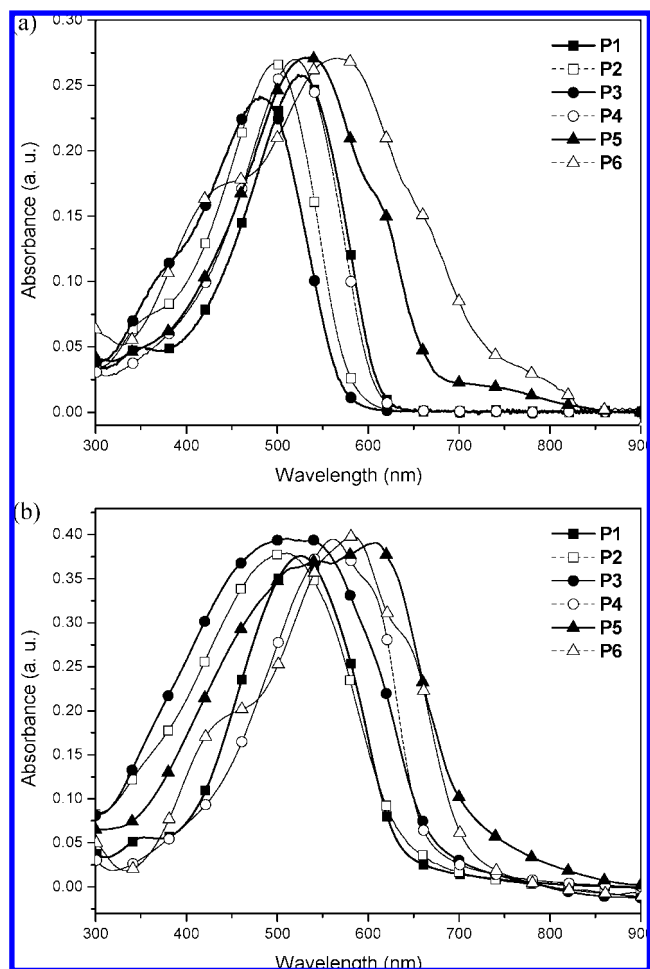 a)
0.30
0.25
0.20
0.15
0.10
0.05
0.00
Absorbance (a. u.)
P1
P2
P3
P4
P5
P6
300 400 500 600 700 800 900
Wavelength (nm)
(b)
0.40
0.35
0.30
0.25
0.20
0.15
0.10
0.05
0.00
Absorbance (a. u.)
P1
P2
P3
P4
P5
P6
300 400 500 600 700 800 900
Wavelength (nm)